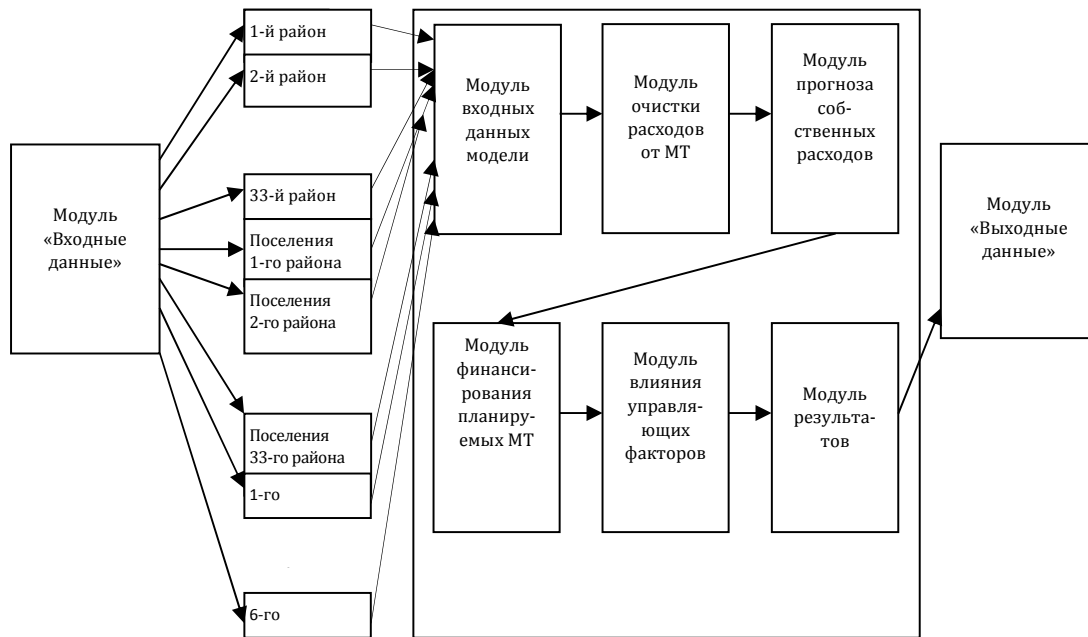 Модуль
«Входные
данные»
1-й район
2-й район
33-й район
Поселения
1-го района
Поселения
2-го района
Поселения
33-го района
1-го
6-го
Модуль
входных
данных
модели
Модуль
очистки
расходов
от МТ
Модуль
прогноза
соб-
ственных
расходов
Модуль
финанси-
рования
планиру-
емых МТ
Модуль
влияния
управля-
ющих
факторов
Модуль
результа-
тов
Модуль
«Выходные
данные»